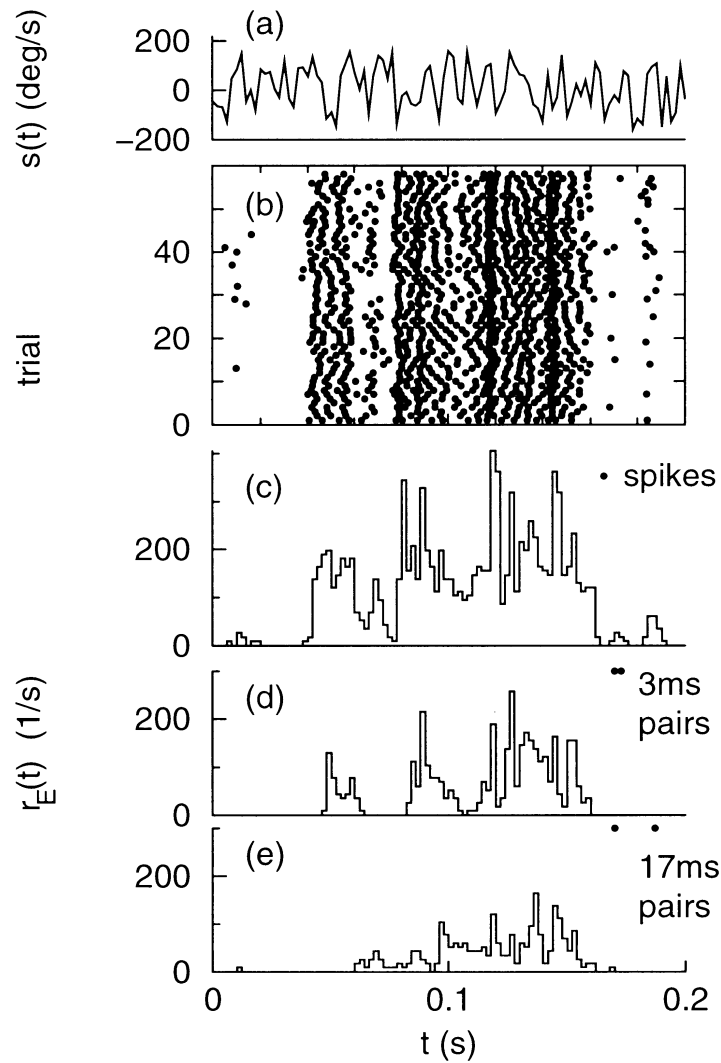 (a)
s(t) (deg/s)
200
0
−200
(b)
trial
40
20
0
(c)
• spikes
200
0
r_E(t) (1/s)
(d)
3ms
pairs
200
0
(e)
17ms
pairs
200
0
0
0.1
0.2
t (s)